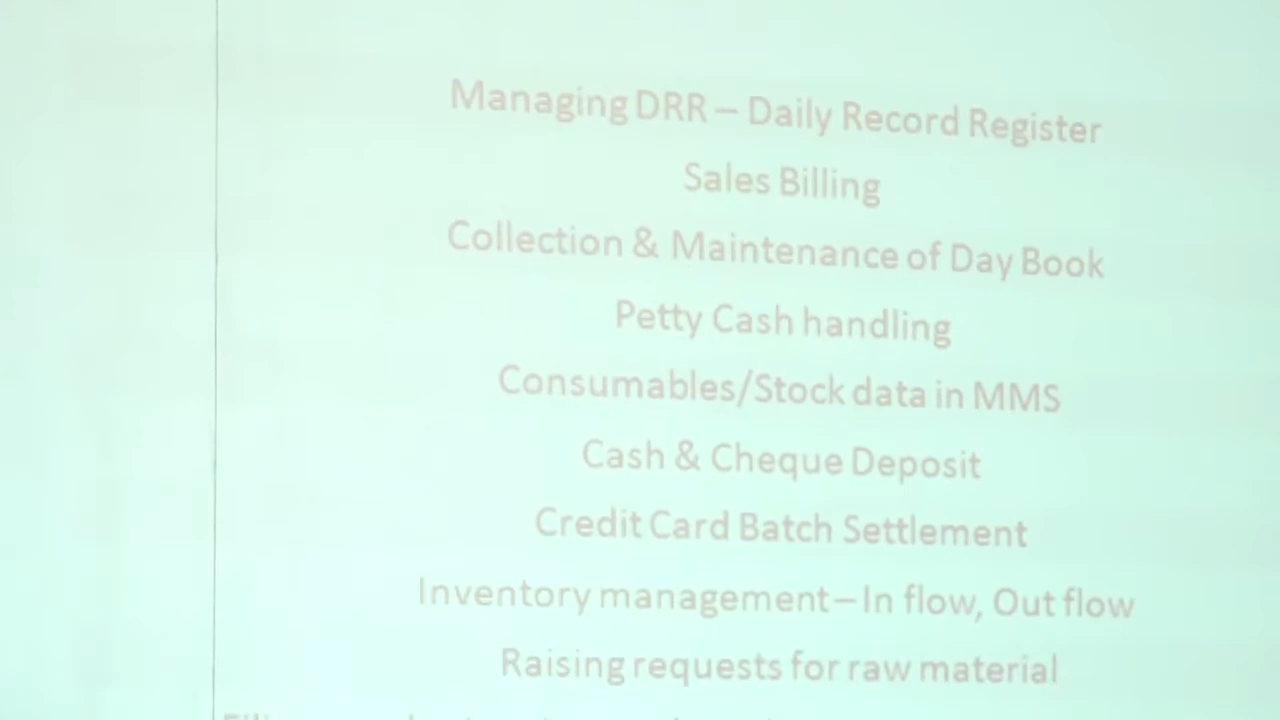 Managing DRR – Daily Record Register
Sales Billing
Collection & Maintenance of Day Book
Petty Cash handling
Consumables/Stock data in MMS
Cash & Cheque Deposit
Credit Card Batch Settlement
Inventory management – In flow, Out flow
Raising requests for raw material